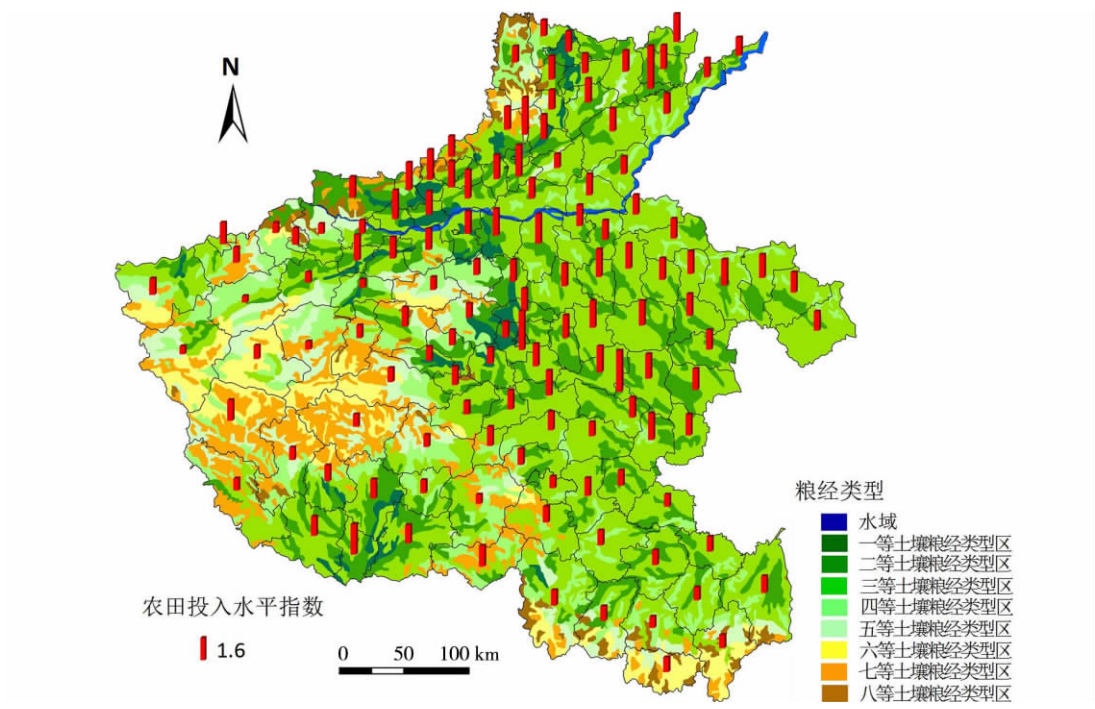 N
粮经类型
水域
一等土壤粮经类型区
二等土壤粮经类型区
三等土壤粮经类型区
四等土壤粮经类型区
五等土壤粮经类型区
六等土壤粮经类型区
七等土壤粮经类型区
八等土壤粮经类型区
农田投入水平指数
1.6
0 50 100 km